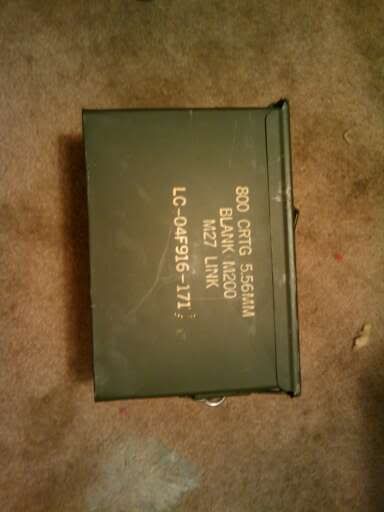 800 CRTG 5.56MM
BLANK M200
M27 LINK
LC-04F916-171